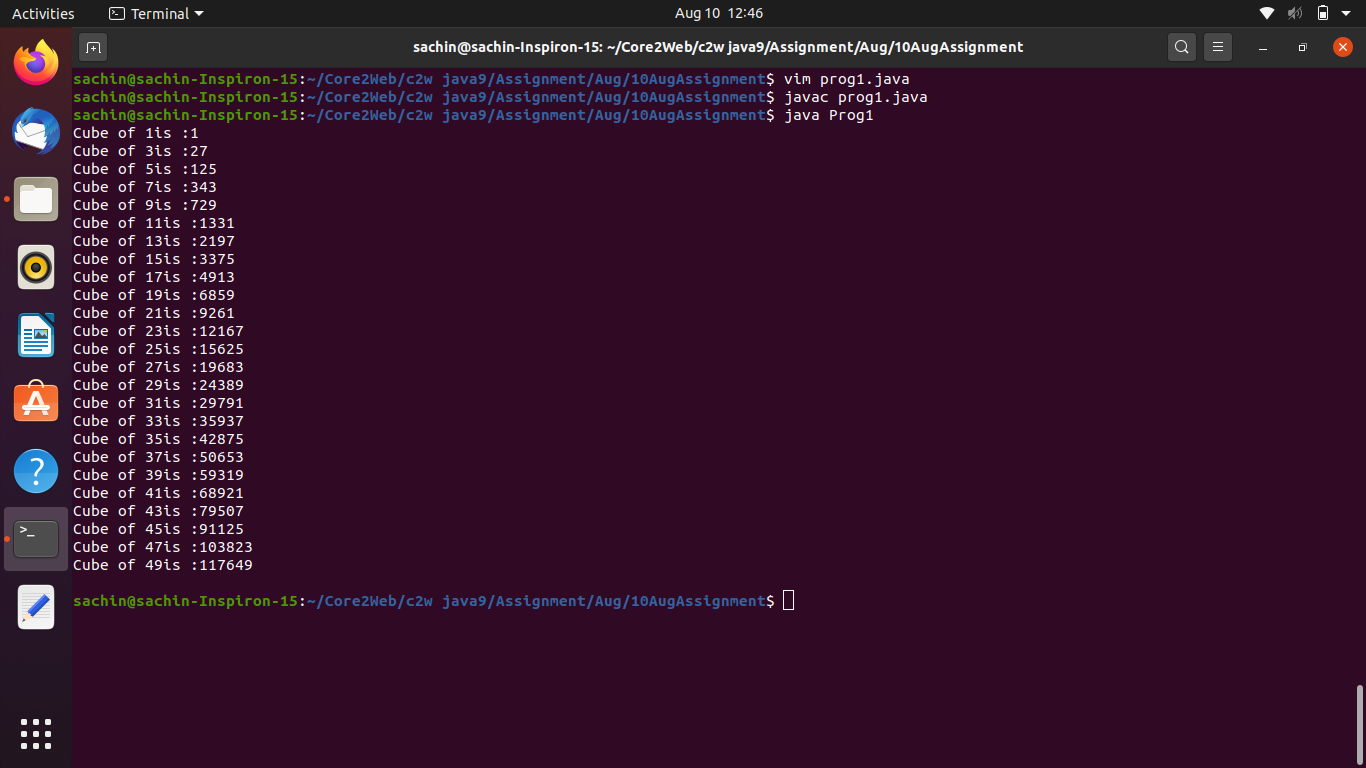 Activities Terminal Aug 10 12:46
sachin@sachin-Inspiron-15: ~/Core2Web/c2w java9/Assignment/Aug/10AugAssignment
sachin@sachin-Inspiron-15:~/Core2Web/c2w java9/Assignment/Aug/10AugAssignment$ vim prog1.java
sachin@sachin-Inspiron-15:~/Core2Web/c2w java9/Assignment/Aug/10AugAssignment$ javac prog1.java
sachin@sachin-Inspiron-15:~/Core2Web/c2w java9/Assignment/Aug/10AugAssignment$ java Prog1
Cube of 1is :1
Cube of 3is :27
Cube of 5is :125
Cube of 7is :343
Cube of 9is :729
Cube of 11is :1331
Cube of 13is :2197
Cube of 15is :3375
Cube of 17is :4913
Cube of 19is :6859
Cube of 21is :9261
Cube of 23is :12167
Cube of 25is :15625
Cube of 27is :19683
Cube of 29is :24389
Cube of 31is :29791
Cube of 33is :35937
Cube of 35is :42875
Cube of 37is :50653
Cube of 39is :59319
Cube of 41is :68921
Cube of 43is :79507
Cube of 45is :91125
Cube of 47is :103823
Cube of 49is :117649
sachin@sachin-Inspiron-15:~/Core2Web/c2w java9/Assignment/Aug/10AugAssignment$